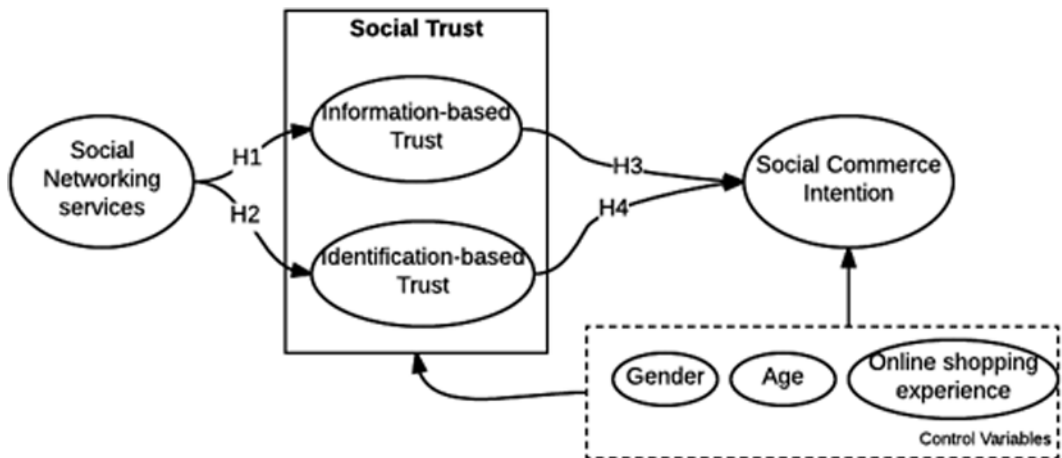 Social Trust
Social
Networking
services
H1
H2
Information-based
Trust
Identification-based
Trust
H3
H4
Social Commerce
Intention
Gender
Age
Online shopping
experience
Control Variables